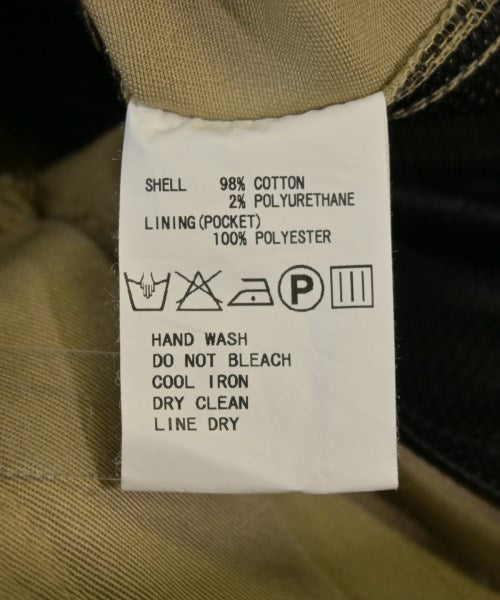 SHELL 98% COTTON
2% POLYURETHANE
LINING(POCKET)
100% POLYESTER
P
HAND WASH
DO NOT BLEACH
COOL IRON
DRY CLEAN
LINE DRY